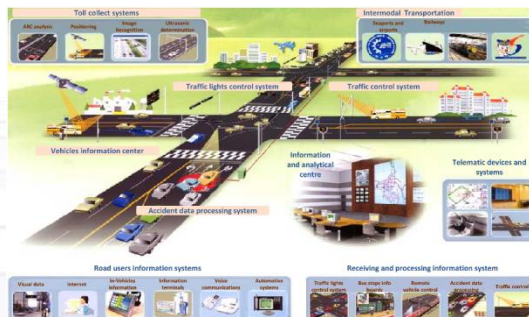 Toll collect systems
ARC analysis
Positioning
Image
Recognition
Ultrasonic
determination
Intermodal Transportation
Seaports and
airports
Railways
Traffic lights control system
Traffic control system
Vehicles information center
Information
and analytical
centre
Telematic devices and
systems
Accident data processing system
Road users information systems
Visual data
Internet
In-Vehicles
information
Information
terminals
Voice
communications
Automotive
systems
Receiving and processing information system
Traffic lights
control system
Bus stops info
boards
Remote
vehicle control
Accident data
processing
Traffic control